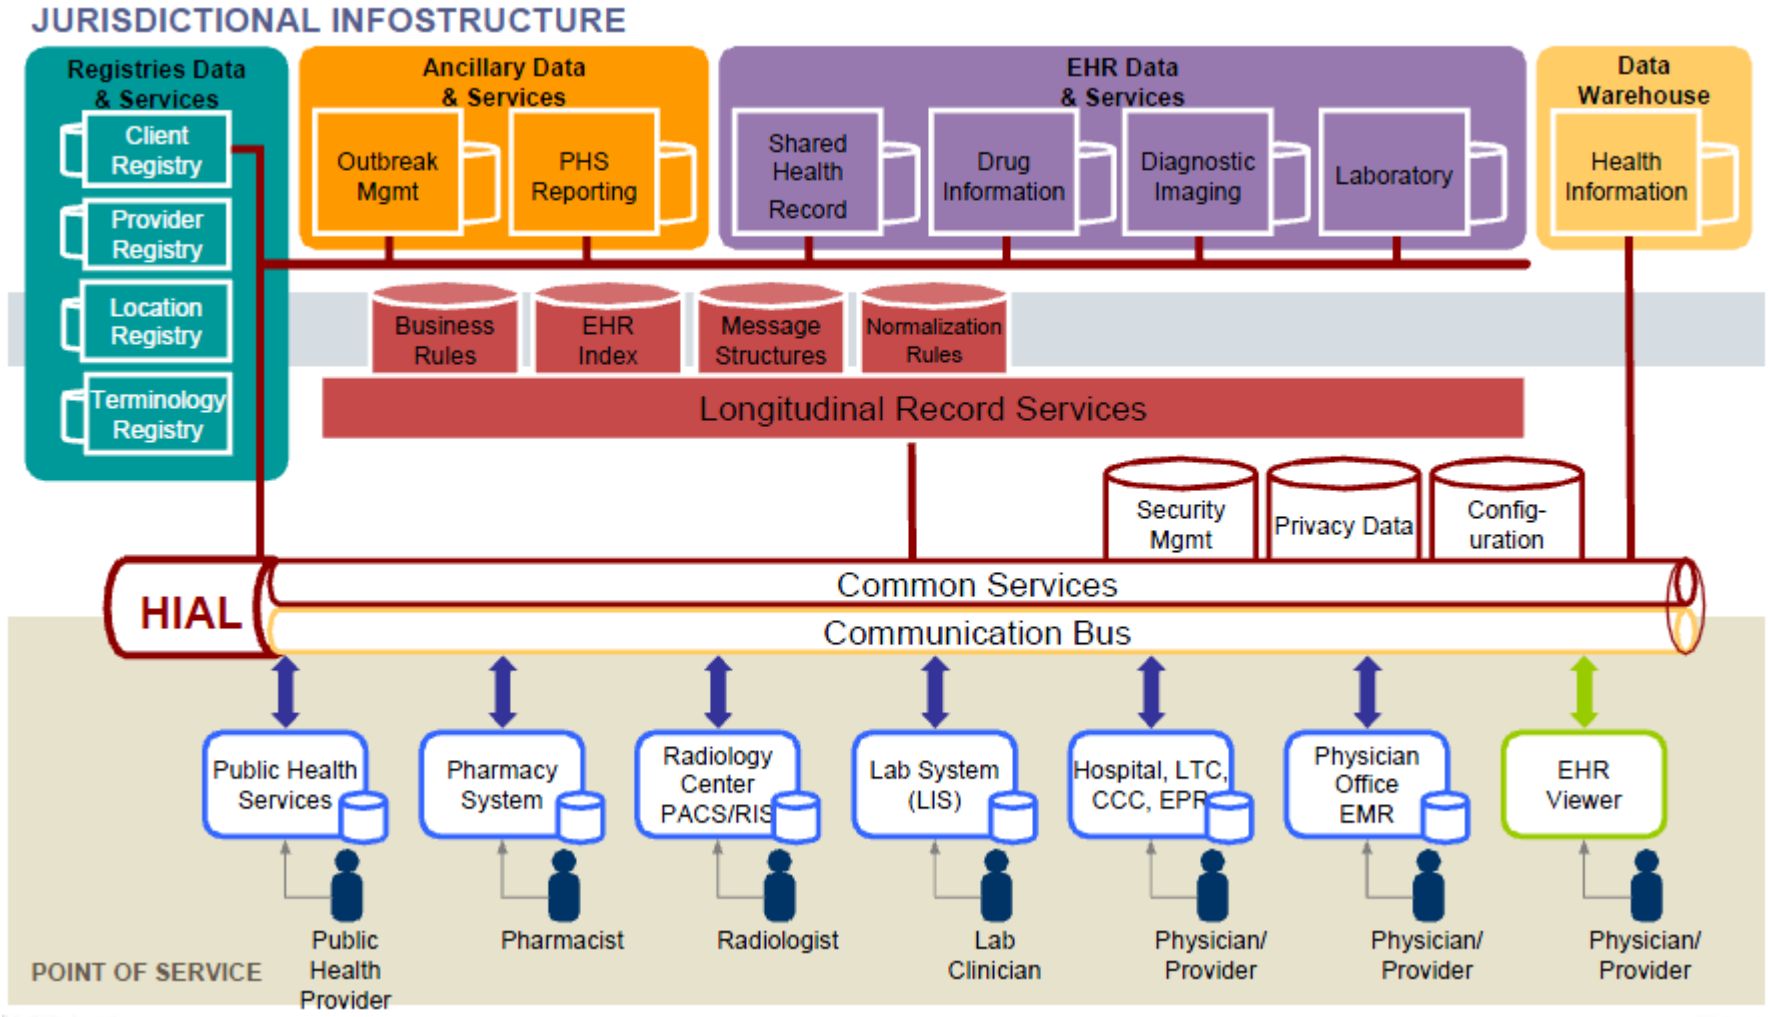 JURISDICTIONAL INFOSTRUCTURE
Registries Data
& Services
Client
Registry
Provider
Registry
Location
Registry
Terminology
Registry
Ancillary Data
& Services
Outbreak
Mgmt
PHS
Reporting
EHR Data
& Services
Shared
Health
Record
Drug
Information
Diagnostic
Imaging
Laboratory
Data
Warehouse
Health
Information
Business
Rules
EHR
Index
Message
Structures
Normalization
Rules
Longitudinal Record Services
Security
Mgmt
Privacy Data
Config-
uration
HIAL
Common Services
Communication Bus
Public Health
Services
Pharmacy
System
Radiology
Center
PACS/RIS
Lab System
(LIS)
Hospital, LTC,
CCC, EPR
Physician
Office
EMR
EHR
Viewer
Public
Health
Provider
Pharmacist
Radiologist
Lab
Clinician
Physician/
Provider
Physician/
Provider
Physician/
Provider
POINT OF SERVICE